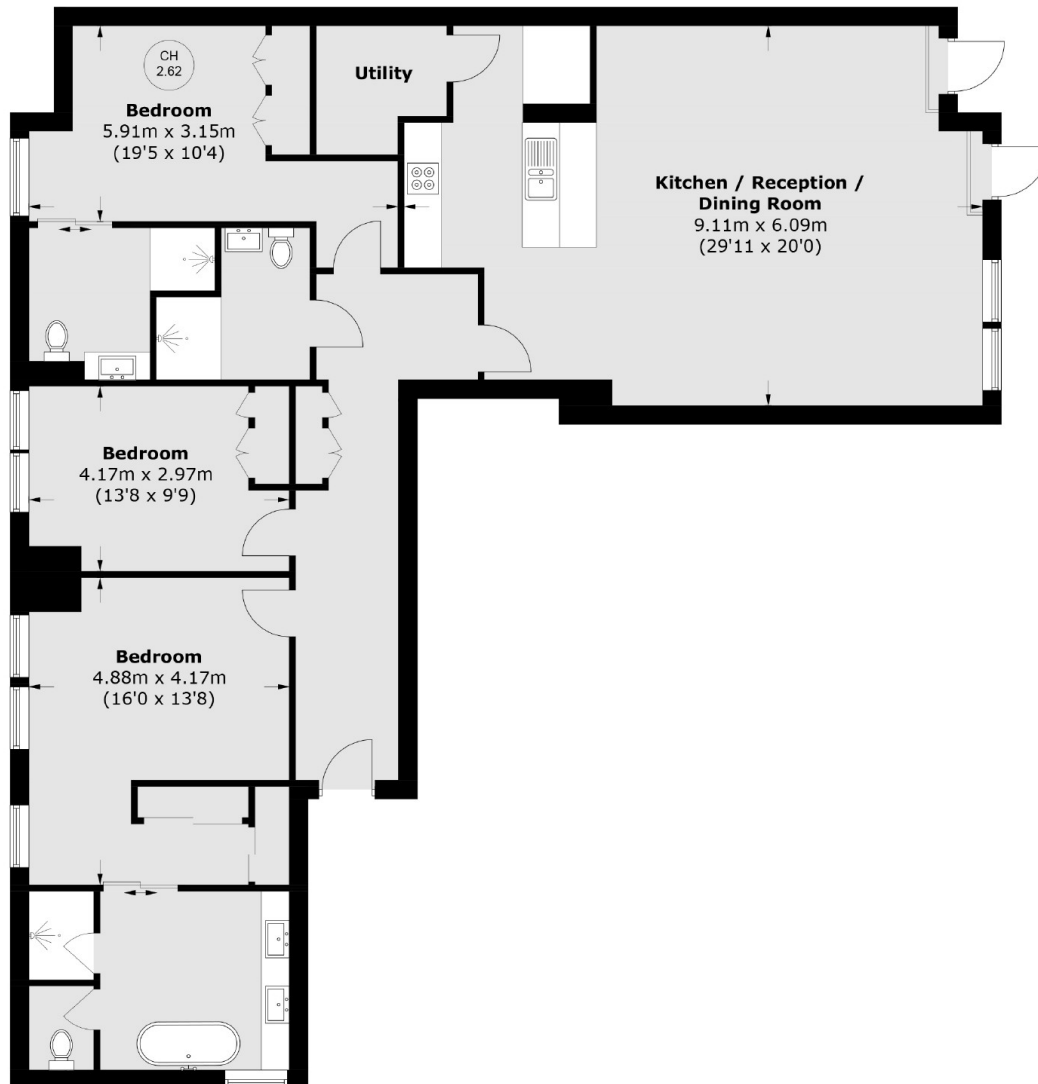 CH
2.62
Bedroom
5.91m x 3.15m
(19'5 x 10'4)
Utility
Kitchen / Reception /
Dining Room
9.11m x 6.09m
(29'11 x 20'0)
Bedroom
4.17m x 2.97m
(13'8 x 9'9)
Bedroom
4.88m x 4.17m
(16'0 x 13'8)